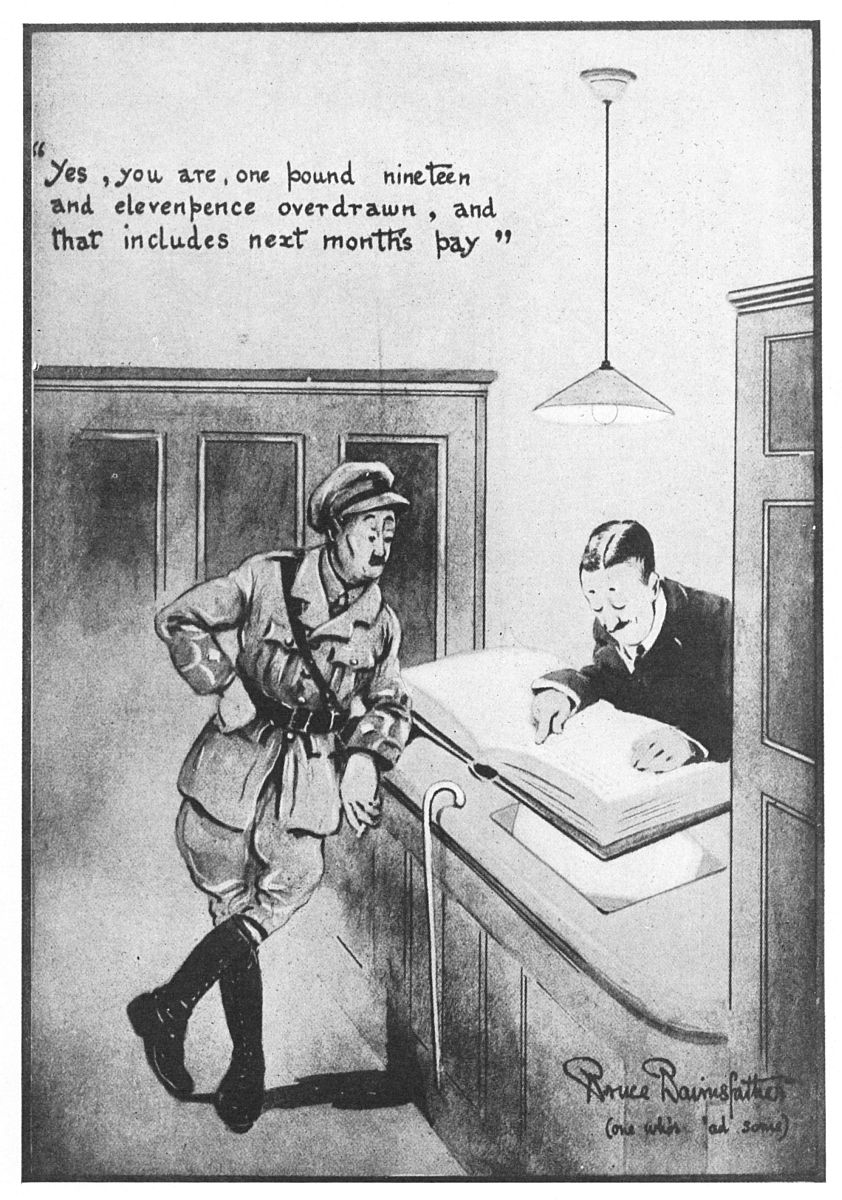 "Yes, you are, one pound nineteen
and elevenpence overdrawn, and
that includes next month's pay"
Bruce Bairnsfather
(one who's 'ad some)